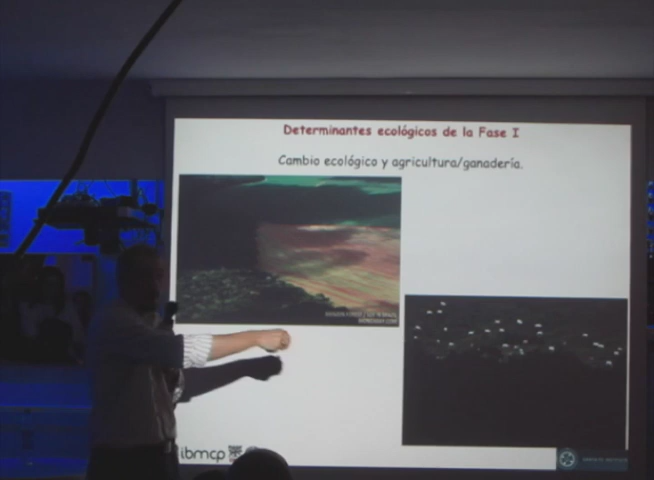 Determinantes ecológicos de la Fase I
Cambio ecológico y agricultura/ganadería.
ibmcp